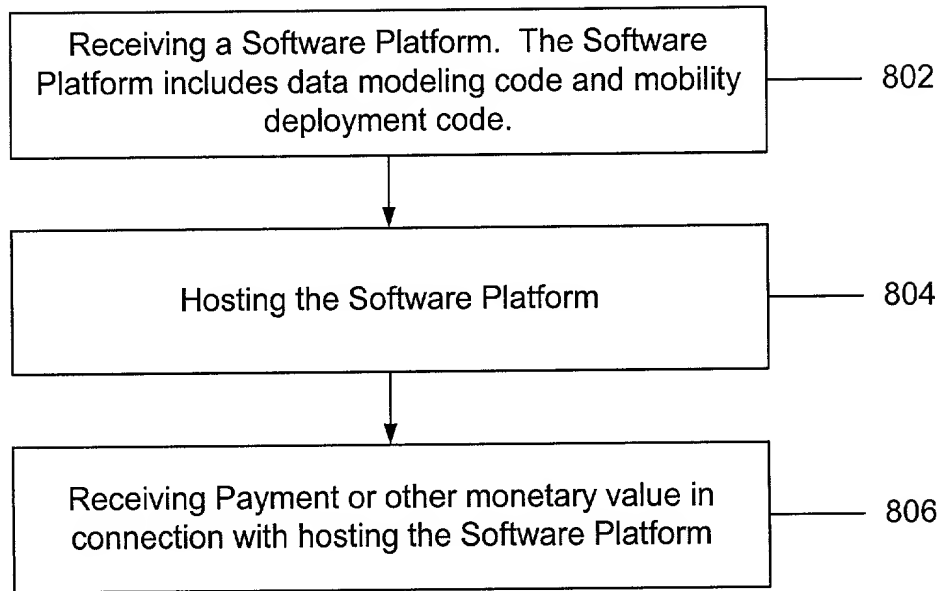 Receiving a Software Platform. The Software
Platform includes data modeling code and mobility
deployment code.
802
Hosting the Software Platform
804
Receiving Payment or other monetary value in
connection with hosting the Software Platform
806